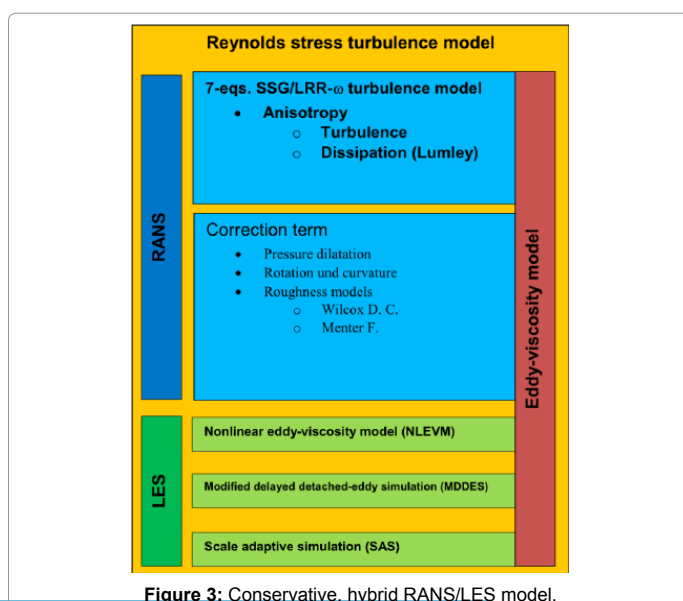 Reynolds stress turbulence model
RANS
7-eqs. SSG/LRR-ω turbulence model
• Anisotropy
o Turbulence
o Dissipation (Lumley)
Correction term
• Pressure dilatation
• Rotation und curvature
• Roughness models
o Wilcox D. C.
o Menter F.
Eddy-viscosity model
LES
Nonlinear eddy-viscosity model (NLEVM)
Modified delayed detached-eddy simulation (MDDES)
Scale adaptive simulation (SAS)
Figure 3: Conservative, hybrid RANS/LES model.